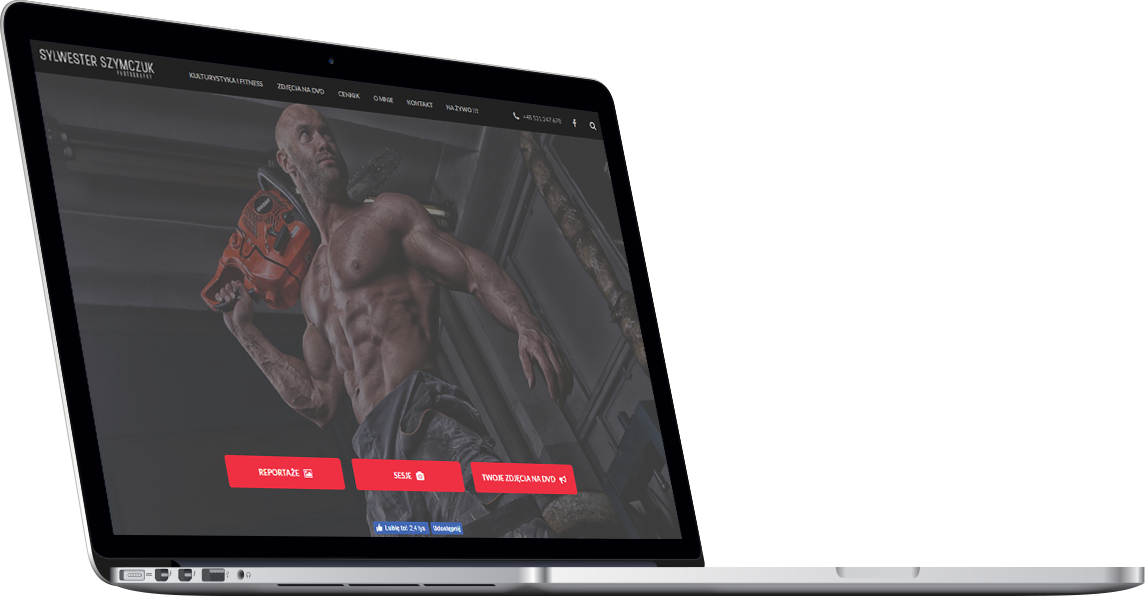 SYLWESTER SZYMCZUK
PHOTOGRAPHY
KULTURYSTYKA I FITNESS ZDJĘCIA NA DVD CENNIK O MNIE KONTAKT NA ŻYWO !!!
+48 531 247 678
REPORTAŻE
SESJE
TWOJE ZDJĘCIA NA DVD
Lubię to! 2,4 tys. Udostępnij